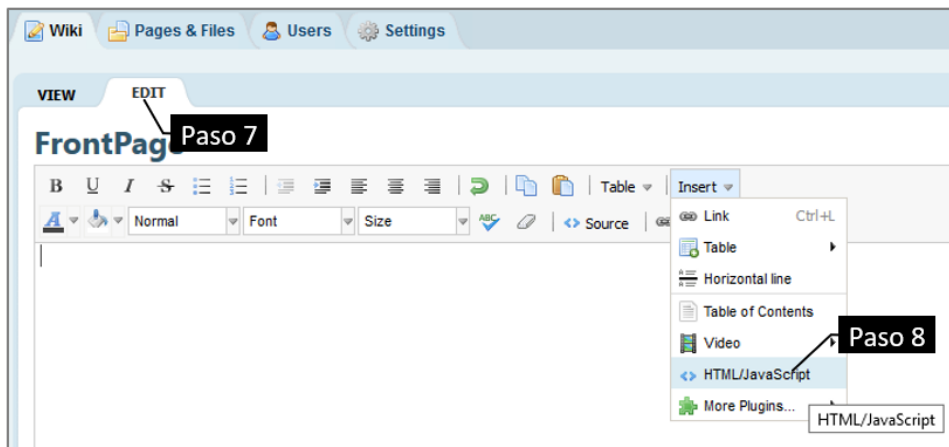 Wiki Pages & Files Users Settings
VIEW EDIT
Paso 7
FrontPage
B U I S Table Insert
A Normal Font Size ABC Source
Link Ctrl+L
Table
Horizontal line
Table of Contents
Video
Paso 8
HTML/JavaScript
More Plugins...
HTML/JavaScript